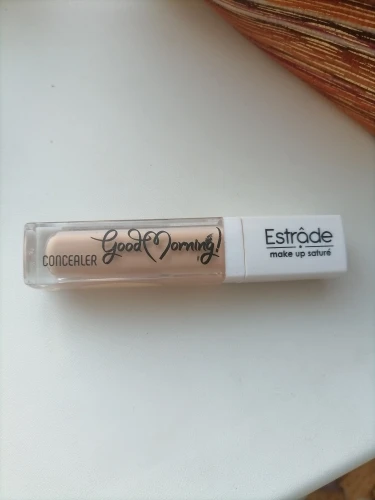 Good Morning!
CONCEALER
Estrâde
make up saturé